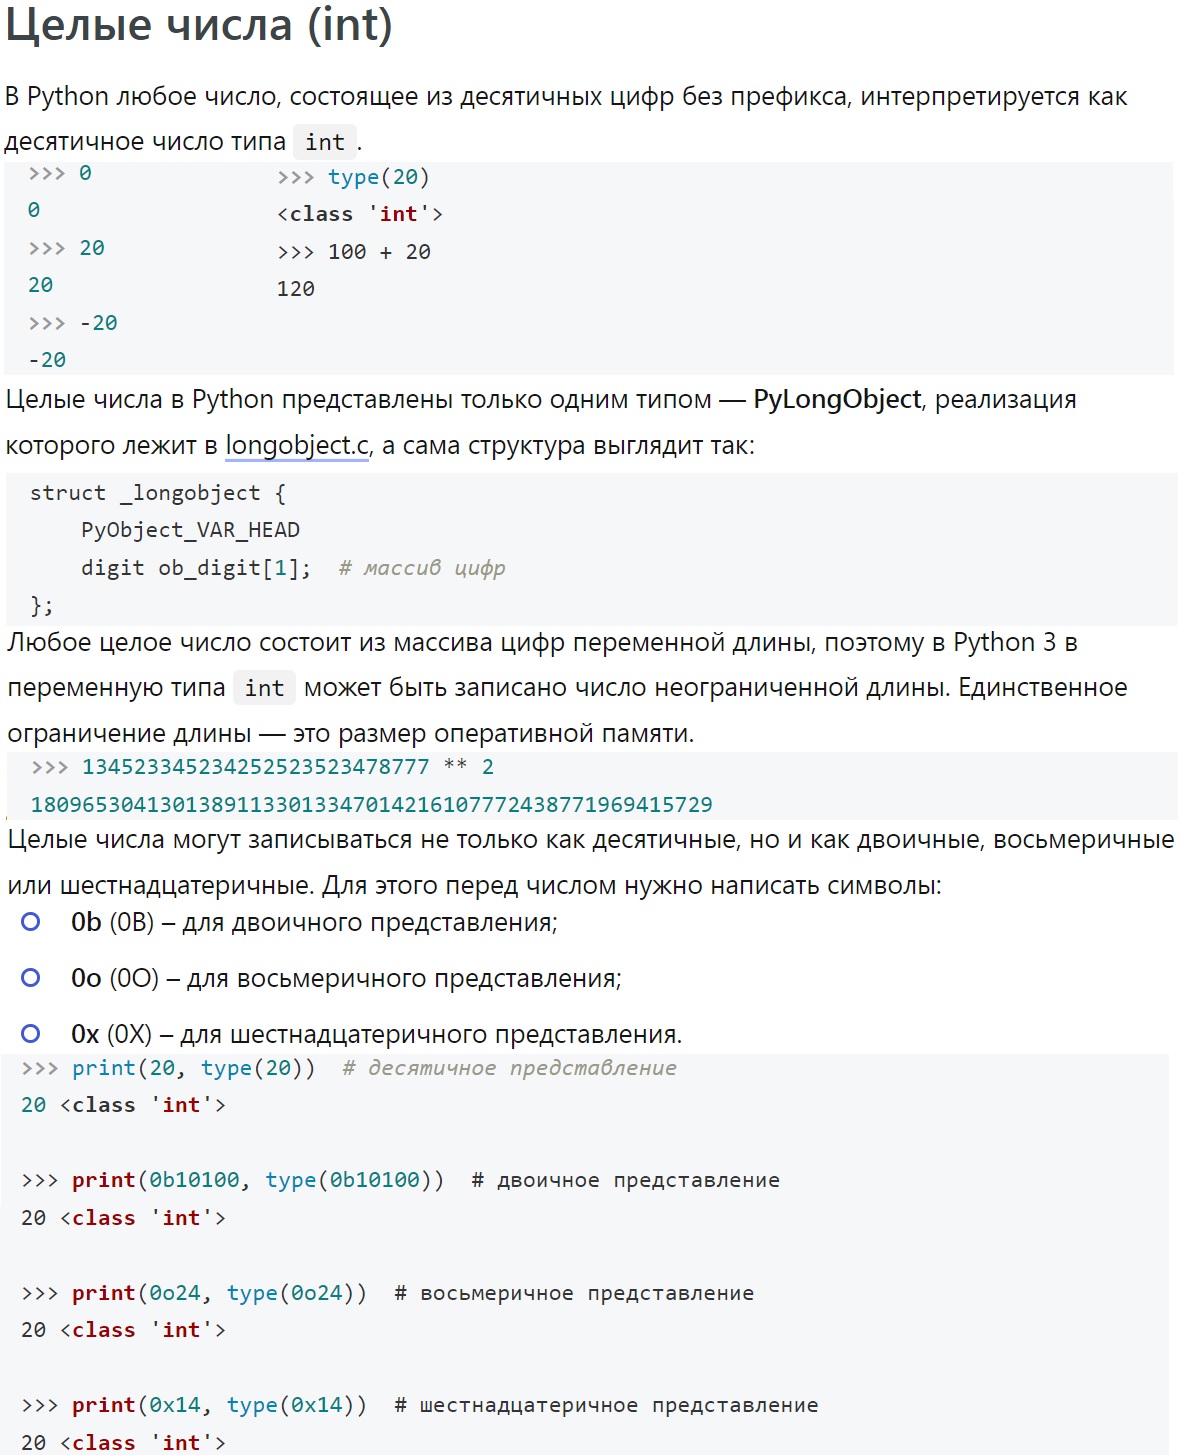 Целые числа (int)
В Python любое число, состоящее из десятичных цифр без префикса, интерпретируется как
десятичное число типа int .
>>> 0
0
>>> 20
20
>>> -20
-20
>>> type(20)
<class 'int'>
>>> 100 + 20
120
Целые числа в Python представлены только одним типом — PyLongObject, реализация
которого лежит в longobject.c, а сама структура выглядит так:
struct _longobject {
    PyObject_VAR_HEAD
    digit ob_digit[1];  # массив цифр
};
Любое целое число состоит из массива цифр переменной длины, поэтому в Python 3 в
переменную типа int может быть записано число неограниченной длины. Единственное
ограничение длины — это размер оперативной памяти.
>>> 134523345234252523523478777 ** 2
18096530413013891133013347014216107772438771969415729
Целые числа могут записываться не только как десятичные, но и как двоичные, восьмеричные
или шестнадцатеричные. Для этого перед числом нужно написать символы:
0b (0B) – для двоичного представления;
0o (0O) – для восьмеричного представления;
0x (0X) – для шестнадцатеричного представления.
>>> print(20, type(20))  # десятичное представление
20 <class 'int'>
>>> print(0b10100, type(0b10100))  # двоичное представление
20 <class 'int'>
>>> print(0o24, type(0o24))  # восьмеричное представление
20 <class 'int'>
>>> print(0x14, type(0x14))  # шестнадцатеричное представление
20 <class 'int'>